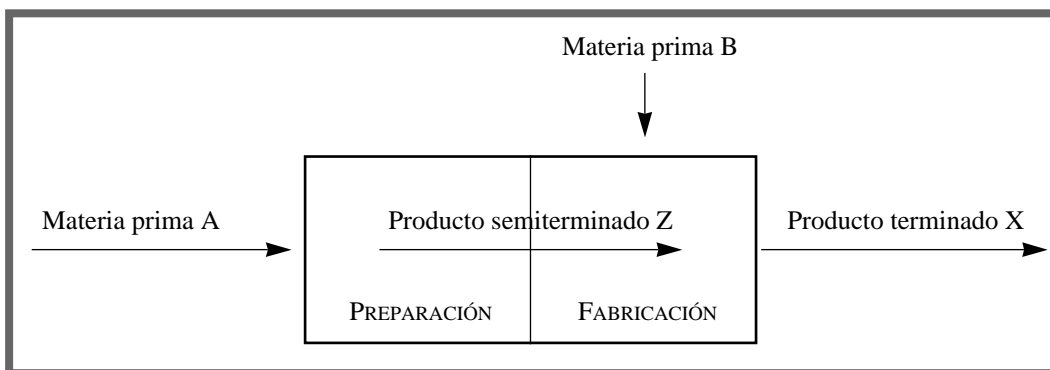 Materia prima B
Materia prima A
Producto semiterminado Z
Producto terminado X
PREPARACIÓN
FABRICACIÓN